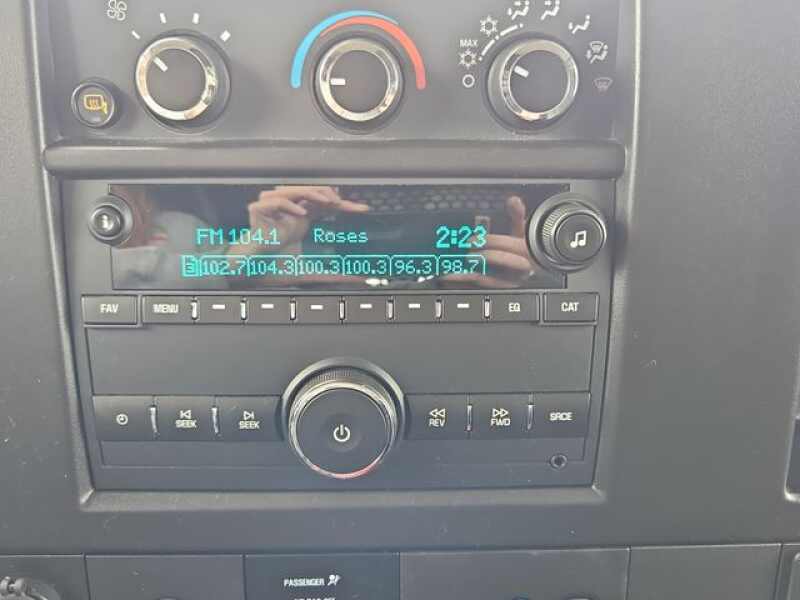 MAX
FM 104.1 Roses 2:23
3 102.7 104.3 100.3 100.3 96.3 98.7
FAV MENU EQ CAT
SEEK SEEK REV FWD SRCE
PASSENGER